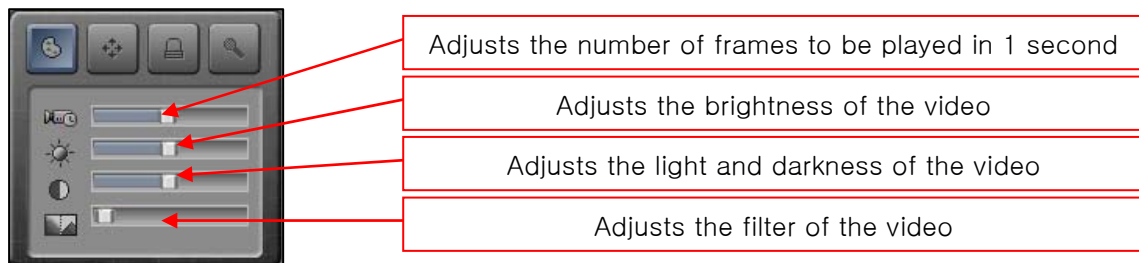 Adjusts the number of frames to be played in 1 second
Adjusts the brightness of the video
Adjusts the light and darkness of the video
Adjusts the filter of the video